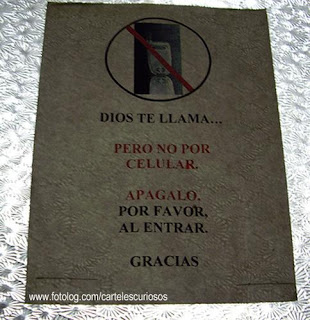 DIOS TE LLAMA...
PERO NO POR
CELULAR.
APAGALO,
POR FAVOR,
AL ENTRAR.
GRACIAS
www.fotolog.com/cartelescuriosos